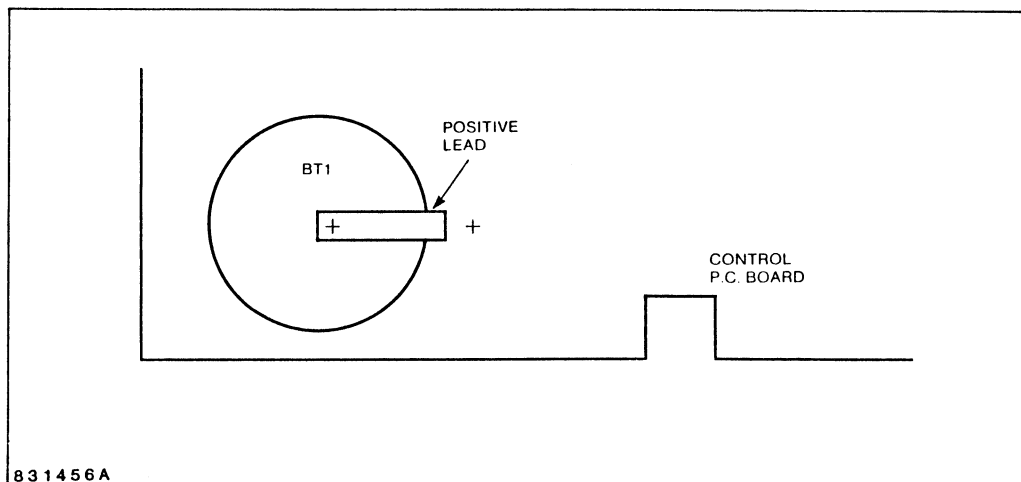 POSITIVE
LEAD
BT1
+ +
CONTROL
P.C. BOARD
831456A